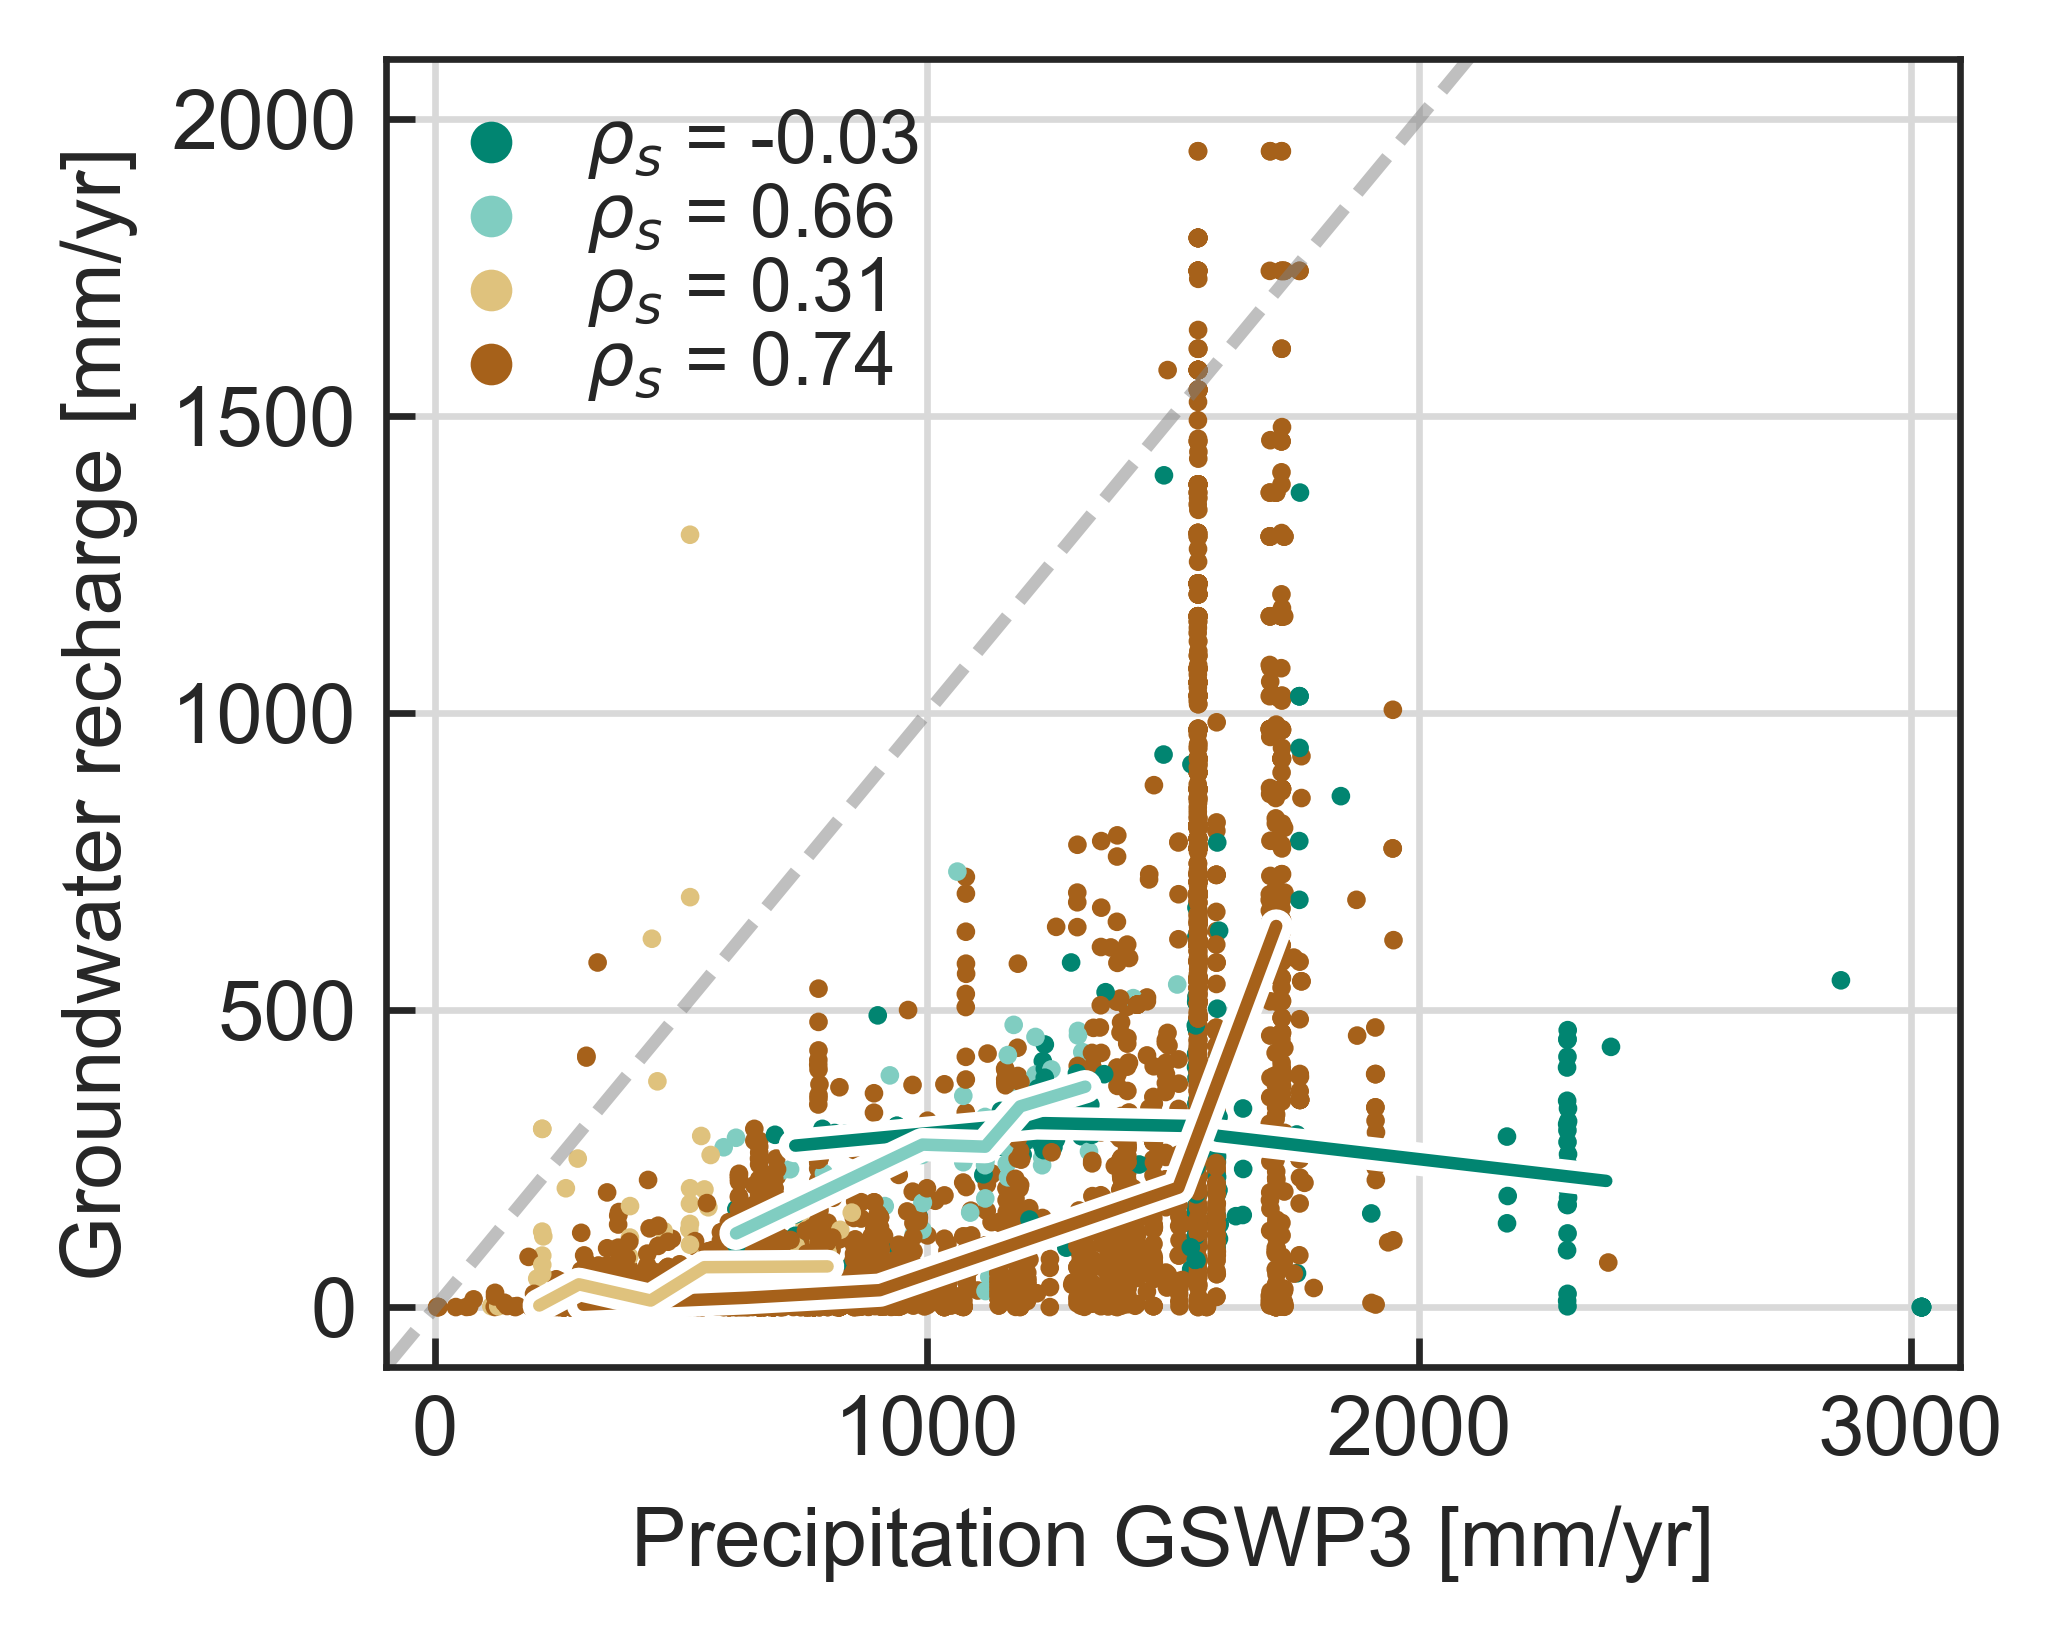 2000
1500
1000
500
0
Groundwater recharge [mm/yr]
ρs = -0.03
ρs = 0.66
ρs = 0.31
ρs = 0.74
0 1000 2000 3000
Precipitation GSWP3 [mm/yr]